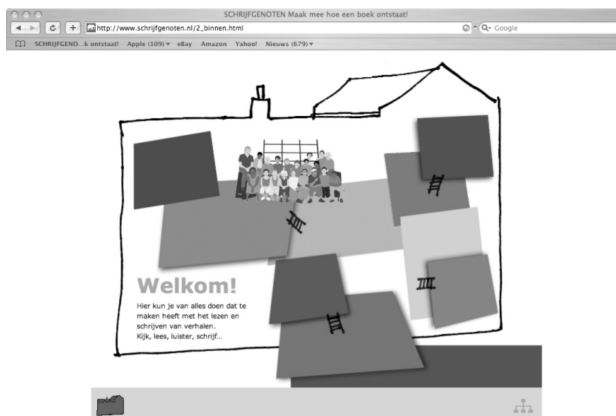 SCHRIJFGENOTEN Maak mee hoe een boek ontstaat!
http://www.schrijfgenoten.nl/2_binnen.html
Google
SCHRIJFGENO...k ontstaat! Apple (109) eBay Amazon Yahoo! Nieuws (679)
Welkom!
Hier kun je van alles doen dat te
maken heeft met het lezen en
schrijven van verhalen.
Kijk, lees, luister, schrijf...